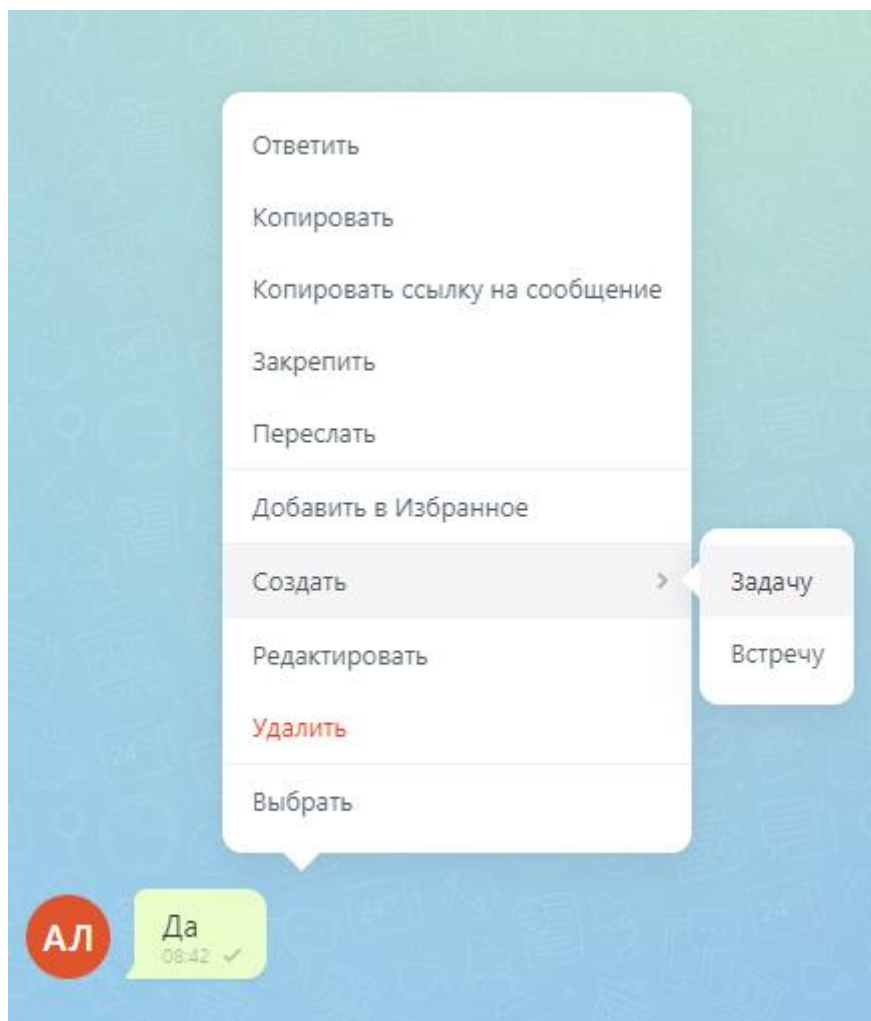 Ответить
Копировать
Копировать ссылку на сообщение
Закрепить
Переслать
Добавить в Избранное
Создать
Задачу
Редактировать
Встречу
Удалить
Выбрать
АЛ
Да
08:42